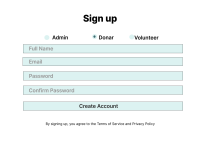 Sign up
Admin Donar Volunteer
Full Name
Email
Password
Confirm Password
Create Account
By signing up, you agree to the Terms of Service and Privacy Policy